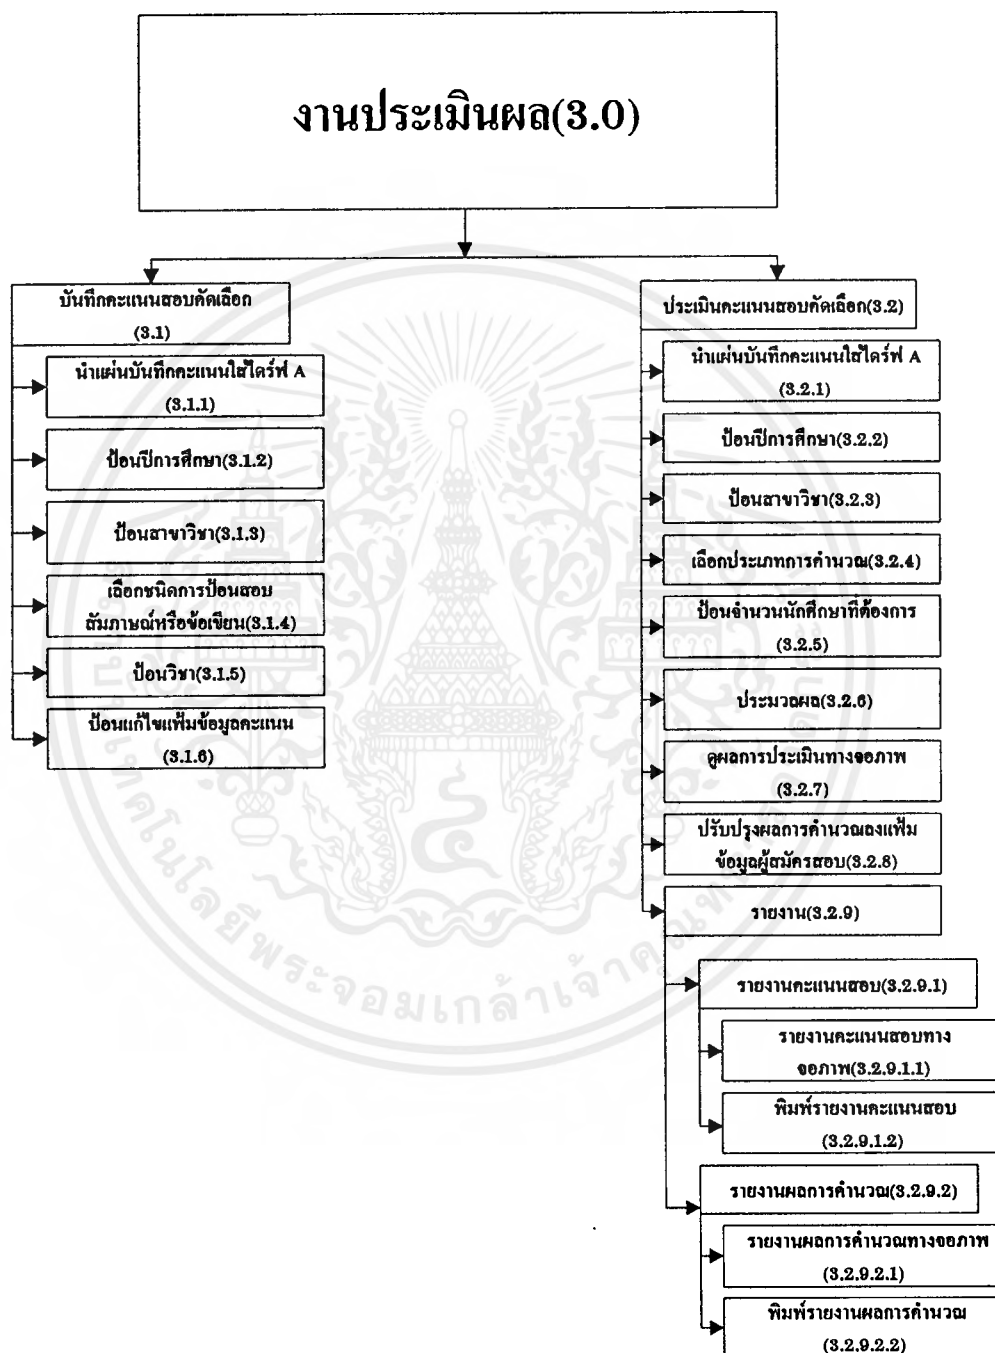 งานประเมินผล(3.0)
บันทึกคะแนนสอบคัดเลือก
(3.1)
นำแผ่นบันทึกคะแนนใส่ไดร์ฟ A
(3.1.1)
ป้อนปีการศึกษา(3.1.2)
ป้อนสาขาวิชา(3.1.3)
เลือกชนิดการป้อนสอบ
สัมภาษณ์หรือข้อเขียน(3.1.4)
ป้อนวิชา(3.1.5)
ป้อนแก้ไขแฟ้มข้อมูลคะแนน
(3.1.6)
ประเมินคะแนนสอบคัดเลือก(3.2)
นำแผ่นบันทึกคะแนนใส่ไดร์ฟ A
(3.2.1)
ป้อนปีการศึกษา(3.2.2)
ป้อนสาขาวิชา(3.2.3)
เลือกประเภทการคำนวณ(3.2.4)
ป้อนจำนวนนักศึกษาที่ต้องการ
(3.2.5)
ประมวลผล(3.2.6)
ดูผลการประเมินทางจอภาพ
(3.2.7)
ปรับปรุงผลการคำนวณลงแฟ้ม
ข้อมูลผู้สมัครสอบ(3.2.8)
รายงาน(3.2.9)
รายงานคะแนนสอบ(3.2.9.1)
รายงานคะแนนสอบทาง
จอภาพ(3.2.9.1.1)
พิมพ์รายงานคะแนนสอบ
(3.2.9.1.2)
รายงานผลการคำนวณ(3.2.9.2)
รายงานผลการคำนวณทางจอภาพ
(3.2.9.2.1)
พิมพ์รายงานผลการคำนวณ
(3.2.9.2.2)